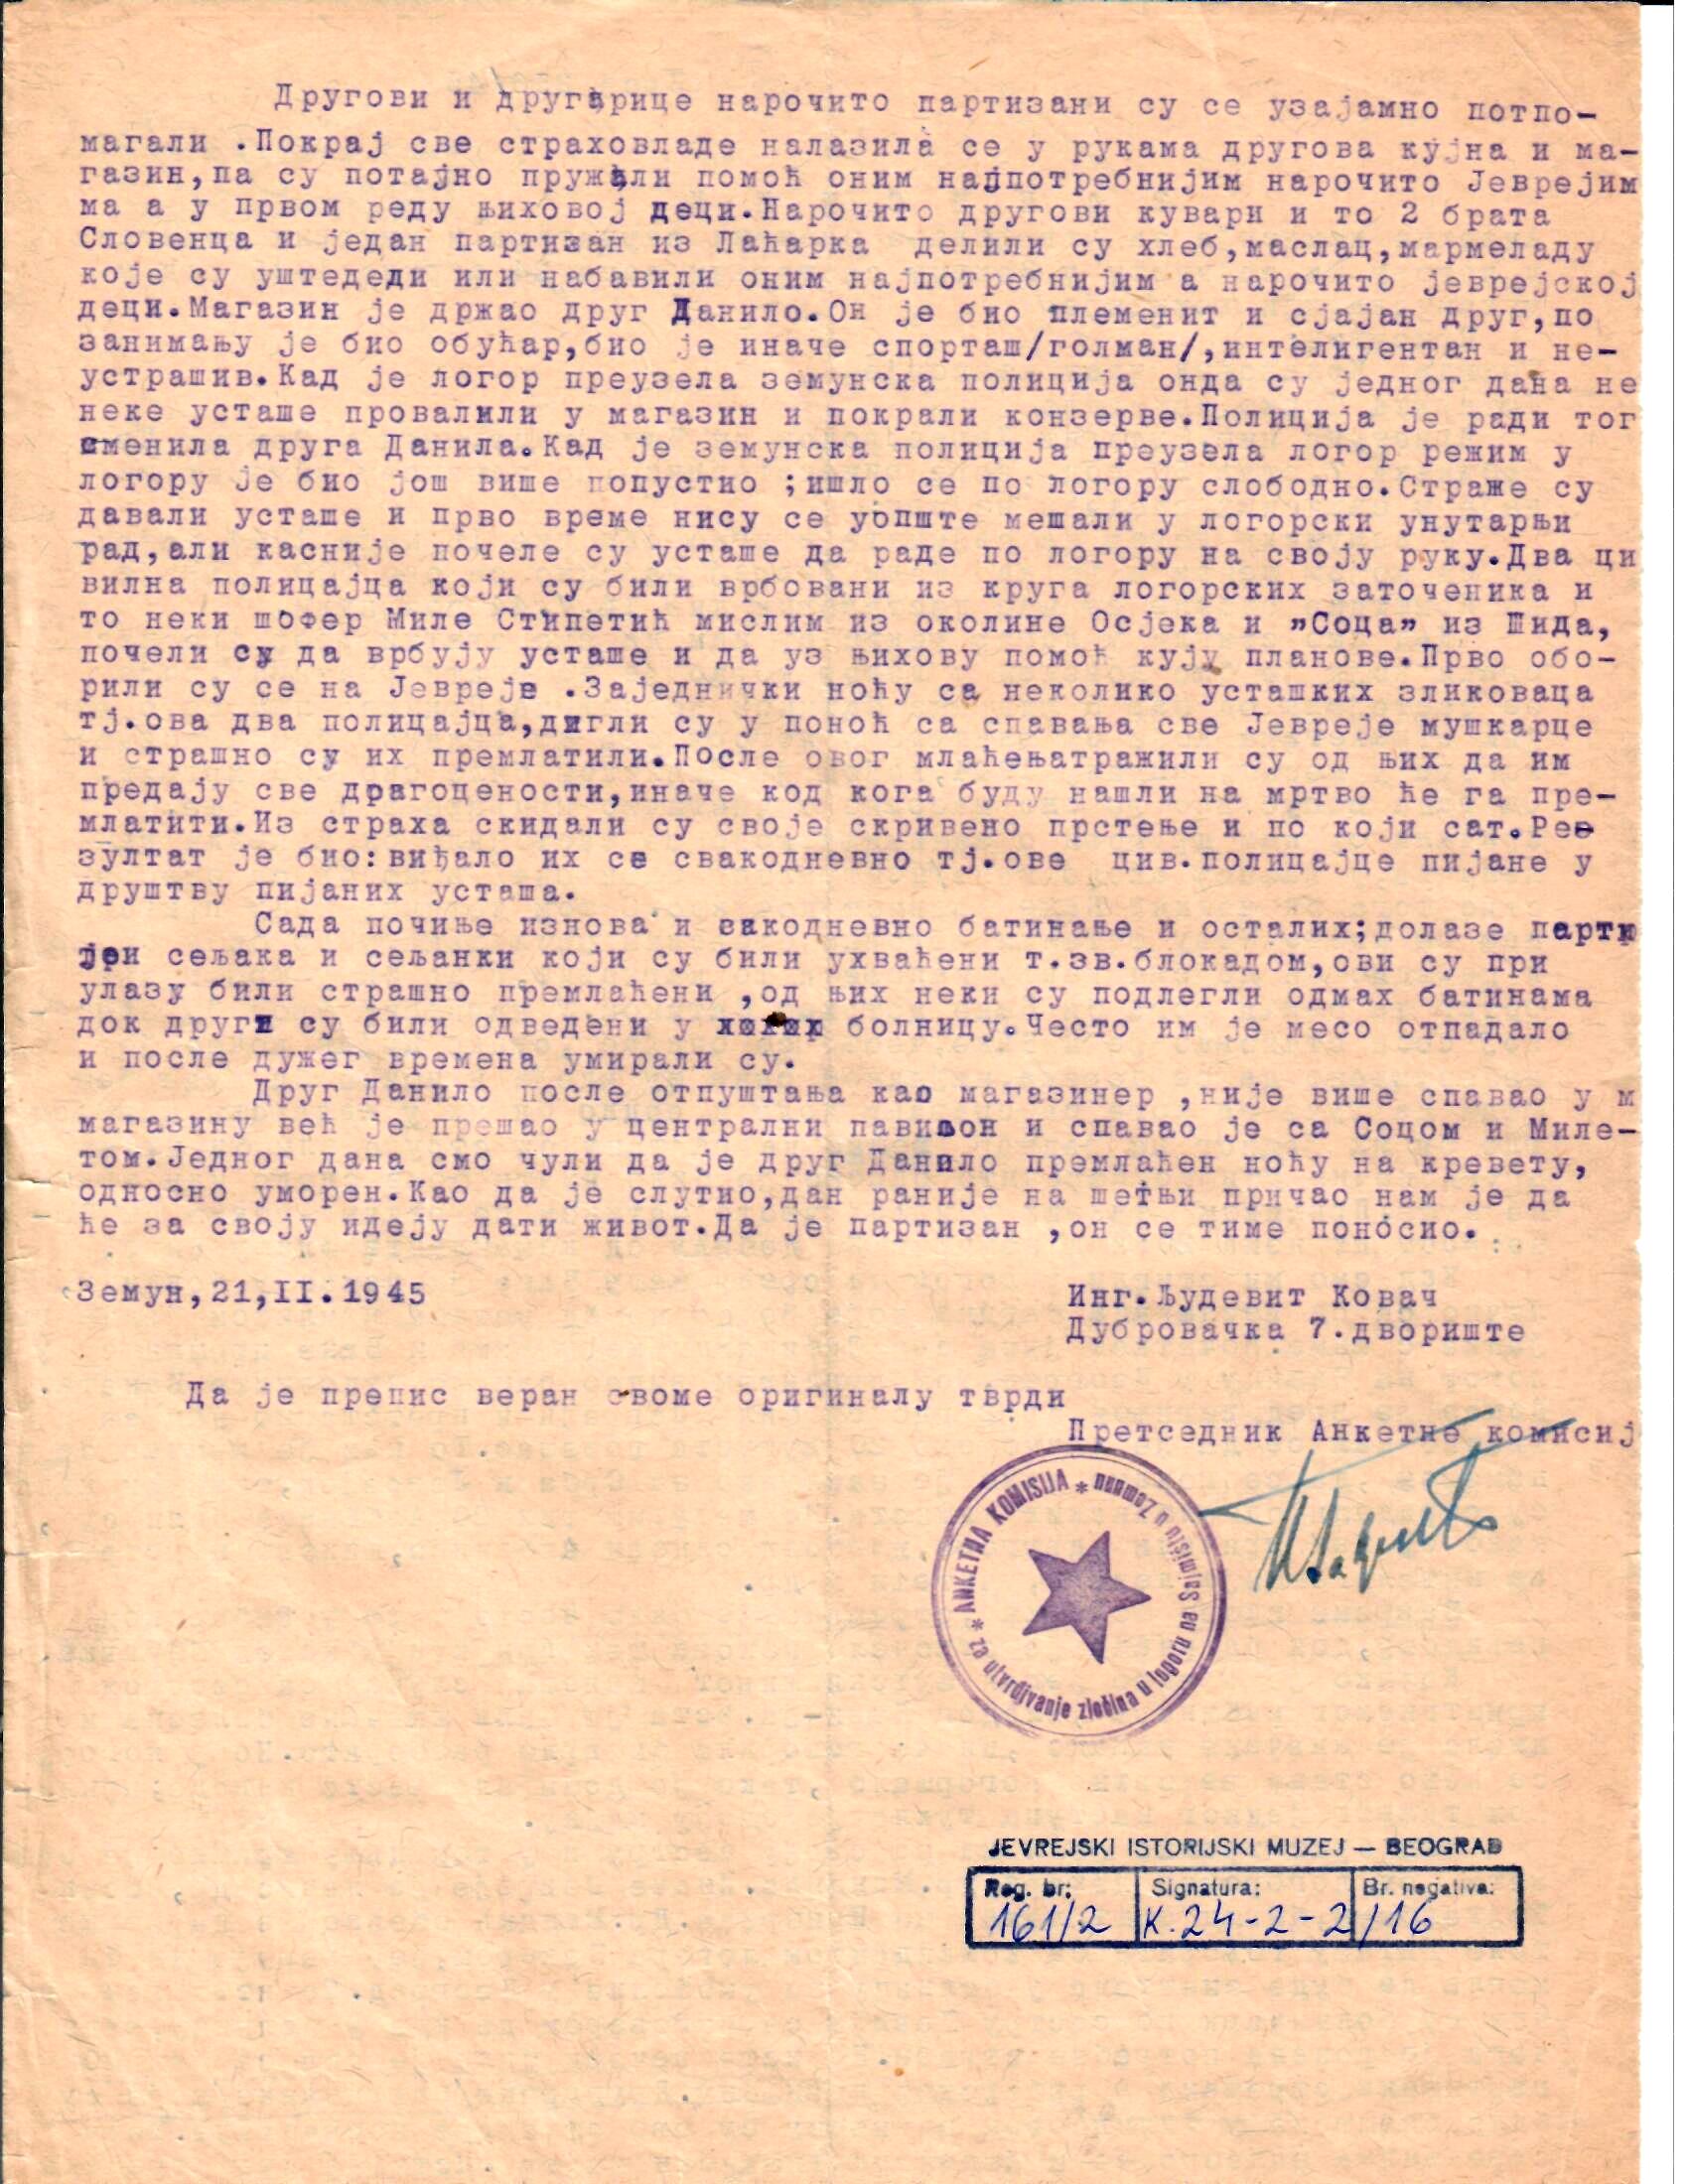 Другови и другарице нарочито партизани су се узајамно потпо-
магали .Покрај све страховладе налазила се у рукама другова кујна и ма-
газин,па су потајно пружали помоћ оним најпотребнијим нарочито Јеврејим
ма а у првом реду њиховој деци.Нарочито другови кувари и то 2 брата
Словенца и један партизан из Лаћарка делили су хлеб,маслац,мармеладу
које су уштедеди или набавили оним најпотребнијим а нарочито јеврејској
деци.Магазин је држао друг Данило.Он је био племенит и сјајан друг,по
занимању је био обућар,био је иначе спорташ/голман/,интелигентан и не-
устрашив.Кад је логор преузела земунска полиција онда су једног дана не
неке усташе провалили у магазин и покрали конзерве.Полиција је ради тог
сменила друга Данила.Кад је земунска полиција преузела логор режим у
логору је био још више попустио ;ишло се по логору слободно.Страже су
давали усташе и прво време нису се уопште мешали у логорски унутарњи
рад,али касније почеле су усташе да раде по логору на своју руку.Два ци
вилна полицајца који су били врбовани из круга логорских заточеника и
то неки шофер Миле Стипетић мислим из околине Осјека и "Соца" из Шида,
почели су да врбују усташе и да уз њихову помоћ кују планове.Прво обо-
рили су се на Јевреје .Заједнички ноћу са неколико усташких зликоваца
тј.ова два полицајца,дигли су у поноћ са спавања све Јевреје мушкарце
и страшно су их премлатили.После овог млаћењатражили су од њих да им
предају све драгоцености,иначе код кога буду нашли на мртво ће га пре-
млатити.Из страха скидали су своје скривено прстење и по који сат.Рее
зултат је био:виђало их се свакодневно тј.ове цив.полицајце пијане у
друштву пијаних усташа.
Сада почиње изнова и свакодневно батинање и осталих;долазе парти
јеи сељака и сељанки који су били ухваћени т.зв.блокадом,ови су при
улазу били страшно премлаћени ,од њих неки су подлегли одмах батинама
док други су били одведени у болницу.Често им је месо отпадало
и после дужег времена умирали су.
Друг Данило после отпуштања као магазинер ,није више спавао у м
магазину већ је прешао у централни павиљон и спавао је са Соцом и Миле-
том.Једног дана смо чули да је друг Данило премлаћен ноћу на кревету,
односно уморен.Као да је слутио,дан раније на шетњи причао нам је да
ће за своју идеју дати живот.Да је партизан ,он се тиме поносио.
Земун,21,II.1945
Инг.Људевит Ковач
Дубровачка 7.двориште
Да је препис веран своме оригиналу тврди
Претседник Анкетне комисиј
* ANKETNA KOMISIJA *
za utvrdjivanje zločina u logoru na Sajmištu u Zemunu
JEVREJSKI ISTORIJSKI MUZEJ — BEOGRAD
Reg. br: Signatura: Br. negativa:
161/2 K.24-2-2/16